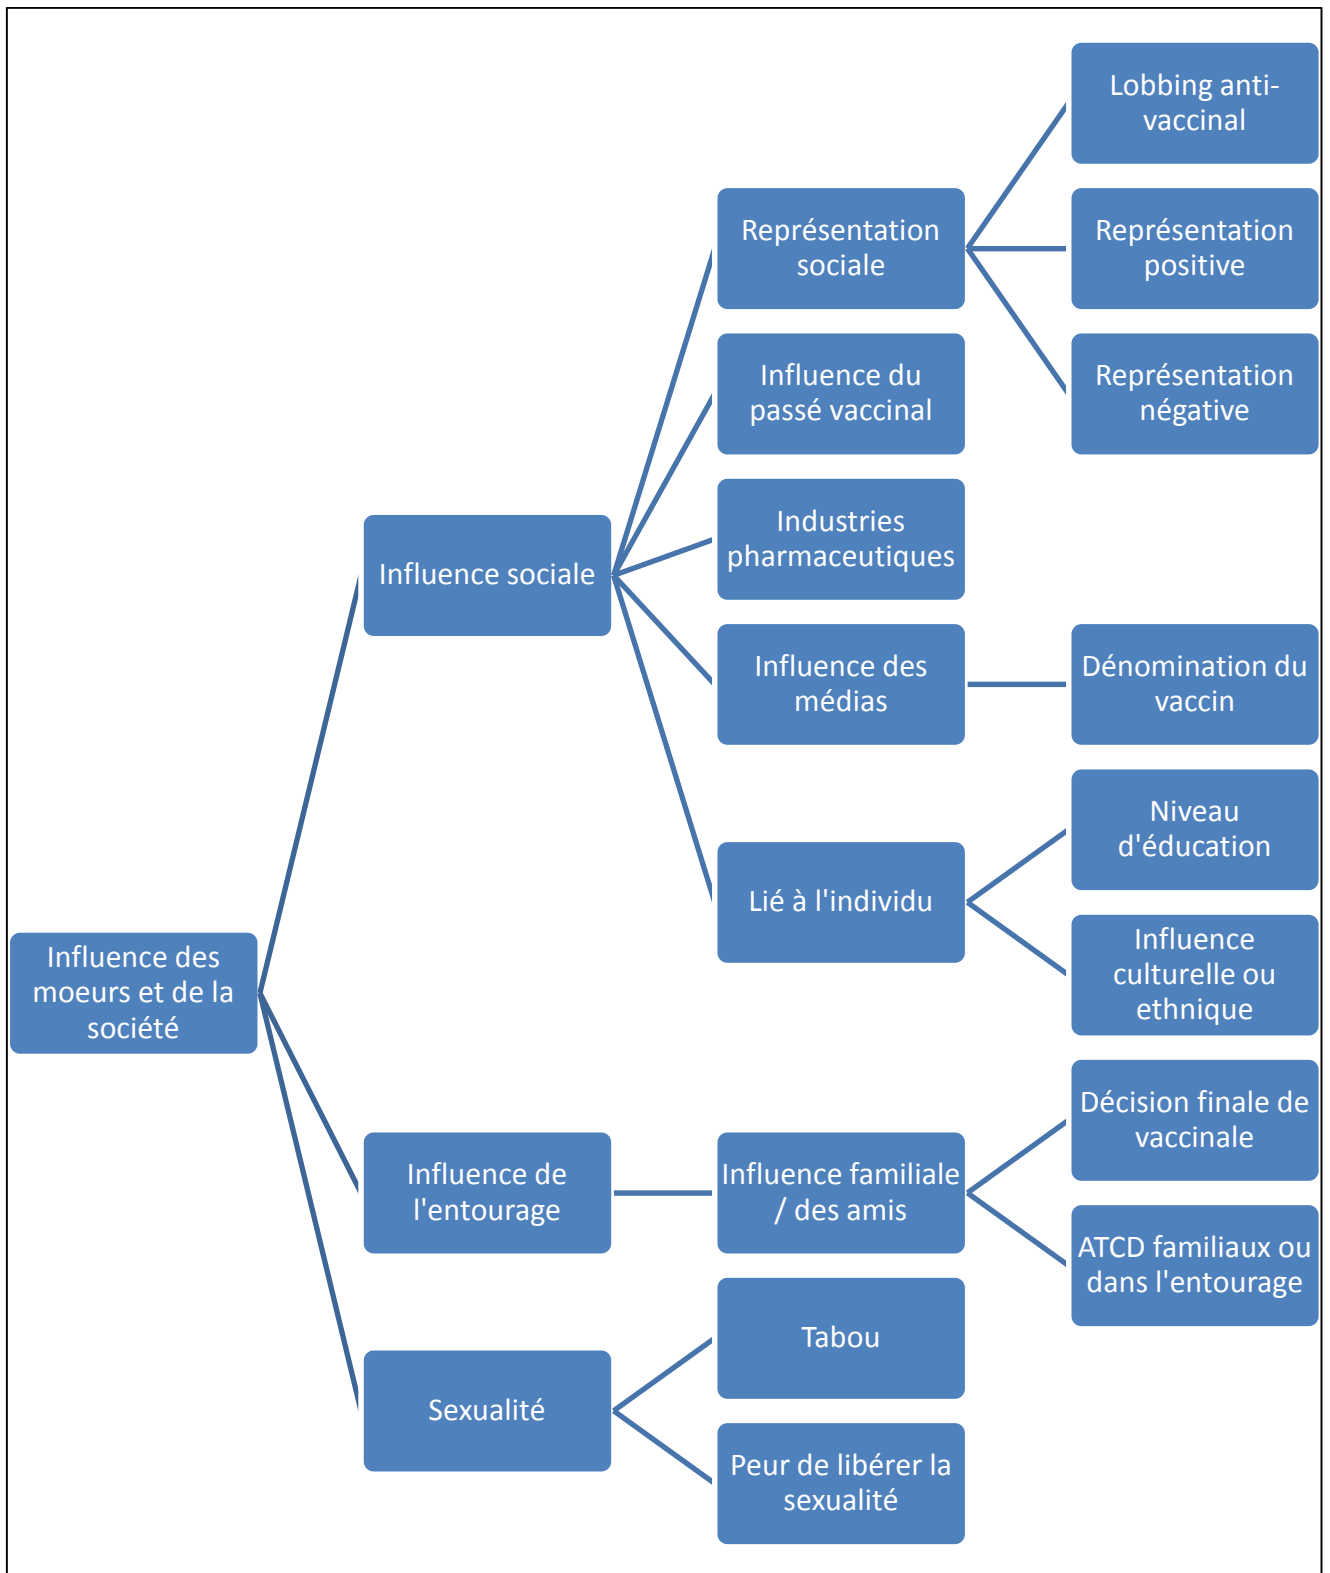 Influence des
moeurs et de la
société
Influence sociale
Représentation
sociale
Lobbing anti-
vaccinal
Représentation
positive
Représentation
négative
Influence du
passé vaccinal
Industries
pharmaceutiques
Influence des
médias
Dénomination du
vaccin
Lié à l'individu
Niveau
d'éducation
Influence
culturelle ou
ethnique
Influence de
l'entourage
Influence familiale
/ des amis
Décision finale de
vaccinale
ATCD familiaux ou
dans l'entourage
Sexualité
Tabou
Peur de libérer la
sexualité